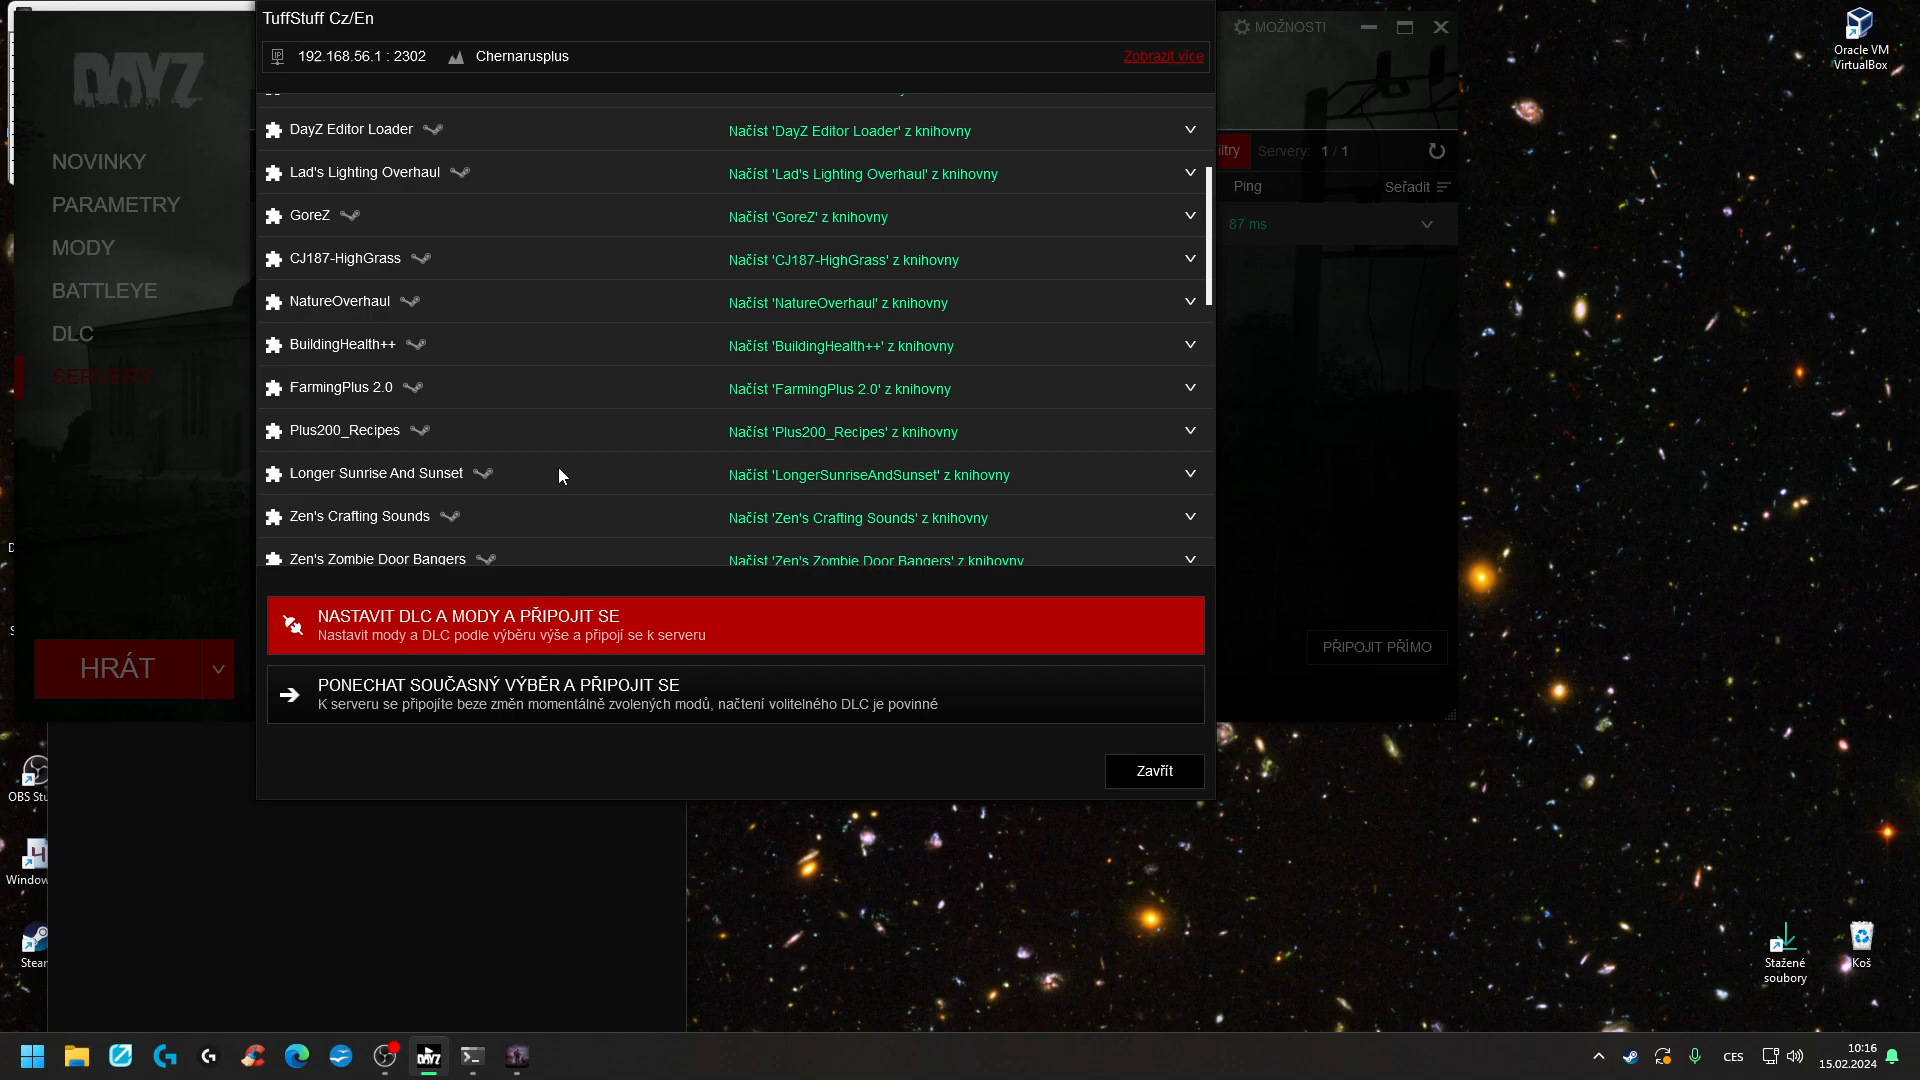 TuffStuff Cz/En
192.168.56.1 : 2302
Chernarusplus
Zobrazit více
DayZ Editor Loader
Načíst 'DayZ Editor Loader' z knihovny
Lad's Lighting Overhaul
Načíst 'Lad's Lighting Overhaul' z knihovny
GoreZ
Načíst 'GoreZ' z knihovny
CJ187-HighGrass
Načíst 'CJ187-HighGrass' z knihovny
NatureOverhaul
Načíst 'NatureOverhaul' z knihovny
BuildingHealth++
Načíst 'BuildingHealth++' z knihovny
FarmingPlus 2.0
Načíst 'FarmingPlus 2.0' z knihovny
Plus200_Recipes
Načíst 'Plus200_Recipes' z knihovny
Longer Sunrise And Sunset
Načíst 'LongerSunriseAndSunset' z knihovny
Zen's Crafting Sounds
Načíst 'Zen's Crafting Sounds' z knihovny
Zen's Zombie Door Bangers
Načíst 'Zen's Zombie Door Bangers' z knihovny
NASTAVIT DLC A MODY A PŘIPOJIT SE
Nastavit mody a DLC podle výběru výše a připojí se k serveru
PONECHAT SOUČASNÝ VÝBĚR A PŘIPOJIT SE
K serveru se připojíte beze změn momentálně zvolených modů, načtení volitelného DLC je povinné
Zavřít
DAYZ
NOVINKY
PARAMETRY
MODY
BATTLEYE
DLC
SERVERY
HRÁT
MOŽNOSTI
Servery: 1 / 1
Ping
Seřadit
87 ms
PŘIPOJIT PŘÍMO
Oracle VM
VirtualBox
OBS Stu
Window
Stear
Stažené
soubory
Koš
DAYZ
CES
10:16
15.02.2024